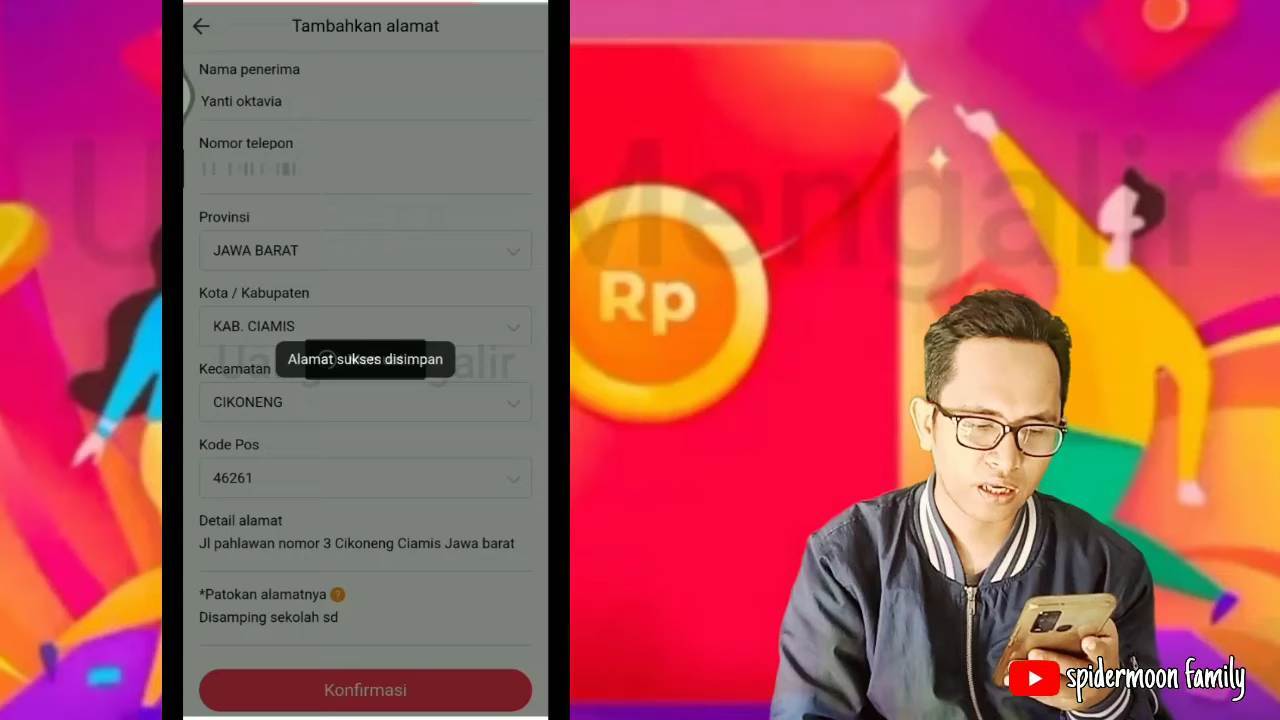 Tambahkan alamat
Nama penerima
Yanti oktavia
Nomor telepon
Provinsi
JAWA BARAT
Kota / Kabupaten
KAB. CIAMIS
Alamat sukses disimpan
Kecamatan
CIKONENG
Kode Pos
46261
Detail alamat
Jl pahlawan nomor 3 Cikoneng Ciamis Jawa barat
*Patokan alamatnya ?
Disamping sekolah sd
Konfirmasi
Rp
Mengalir
spidermoon family